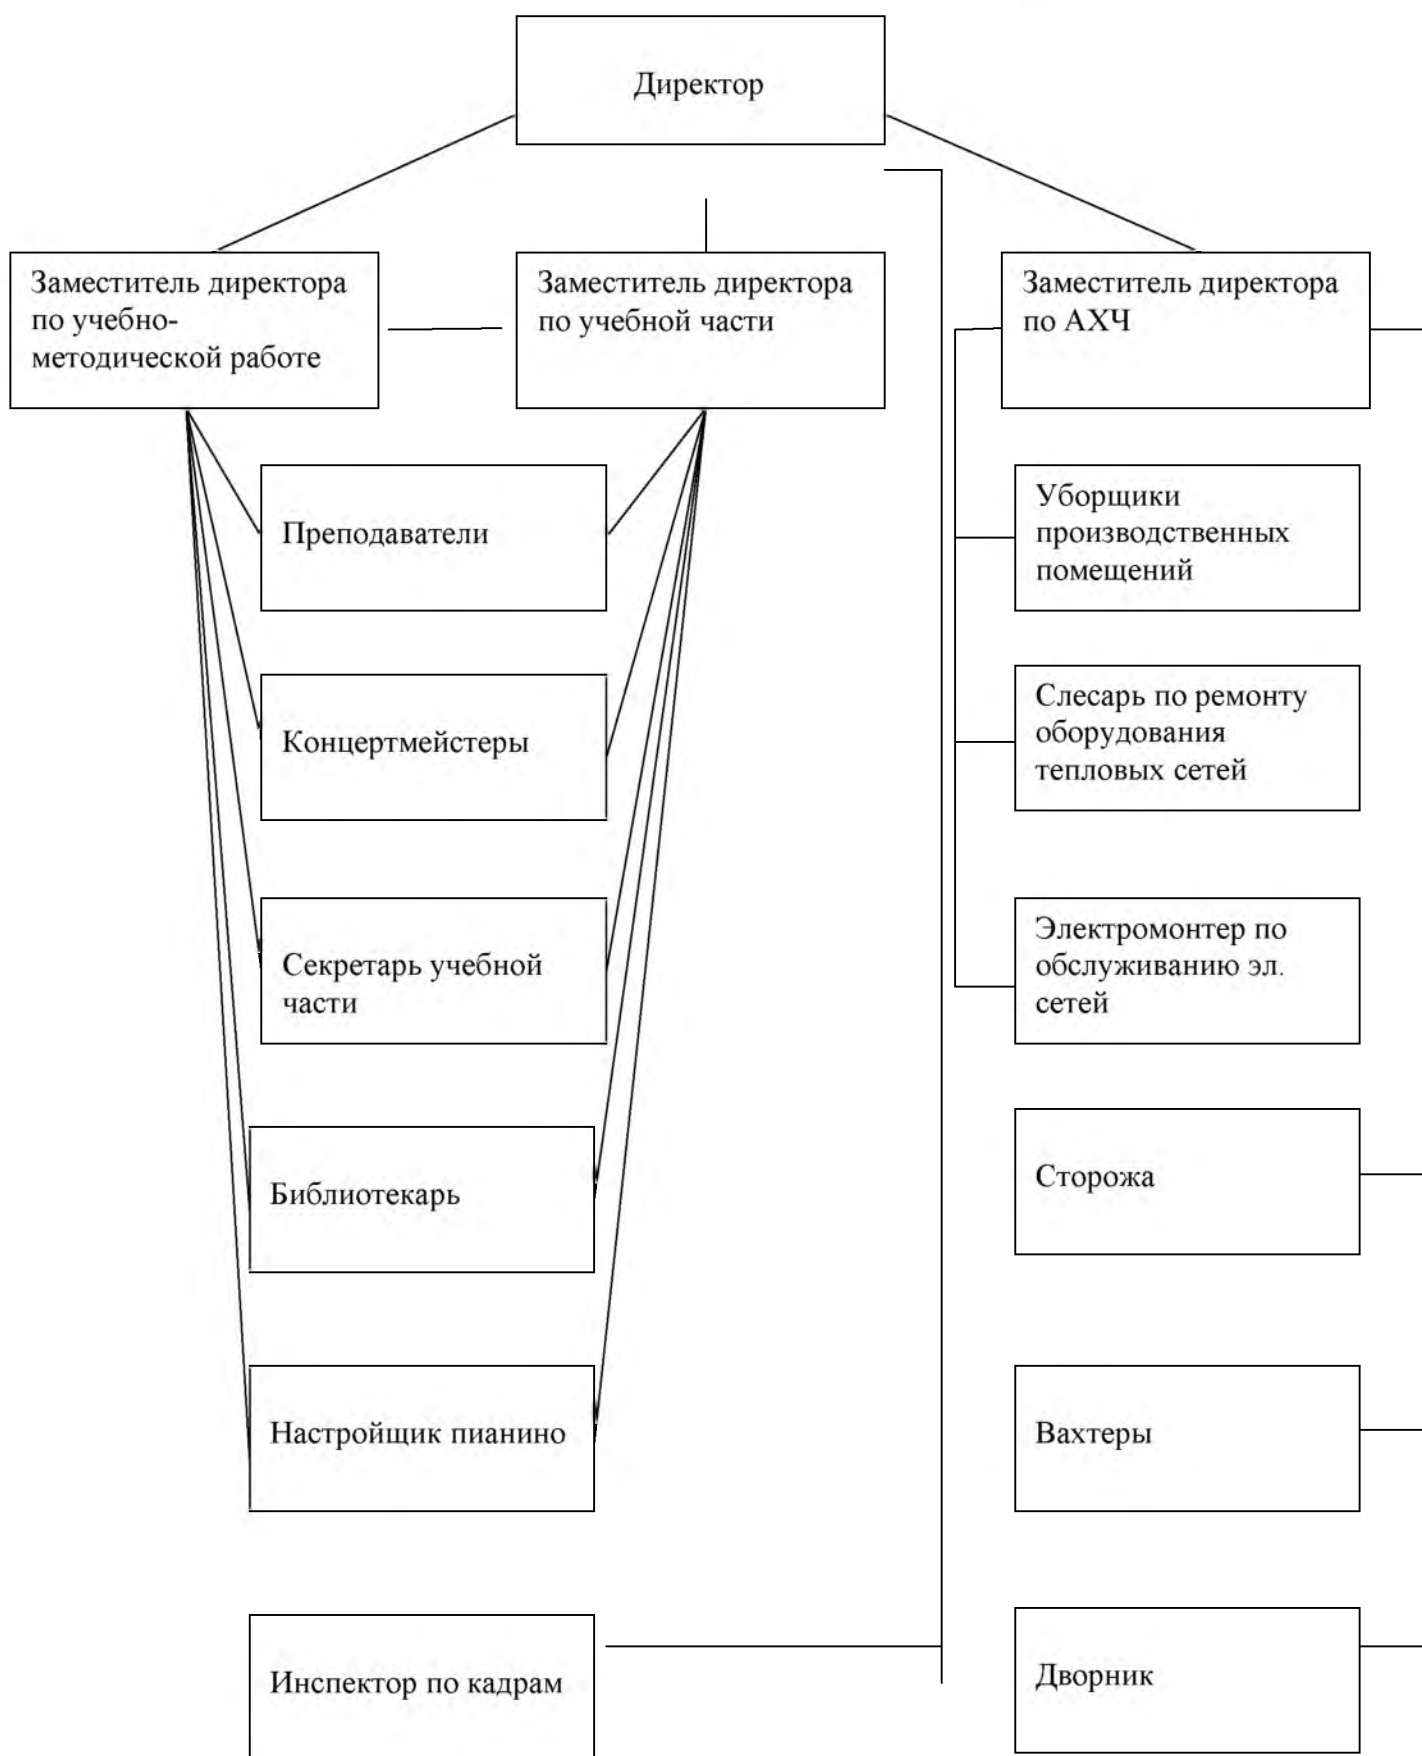 Директор
Заместитель директора
по учебно-
методической работе
Заместитель директора
по учебной части
Заместитель директора
по АХЧ
Преподаватели
Концертмейстеры
Секретарь учебной
части
Библиотекарь
Настройщик пианино
Инспектор по кадрам
Уборщики
производственных
помещений
Слесарь по ремонту
оборудования
тепловых сетей
Электромонтер по
обслуживанию эл.
сетей
Сторожа
Вахтеры
Дворник